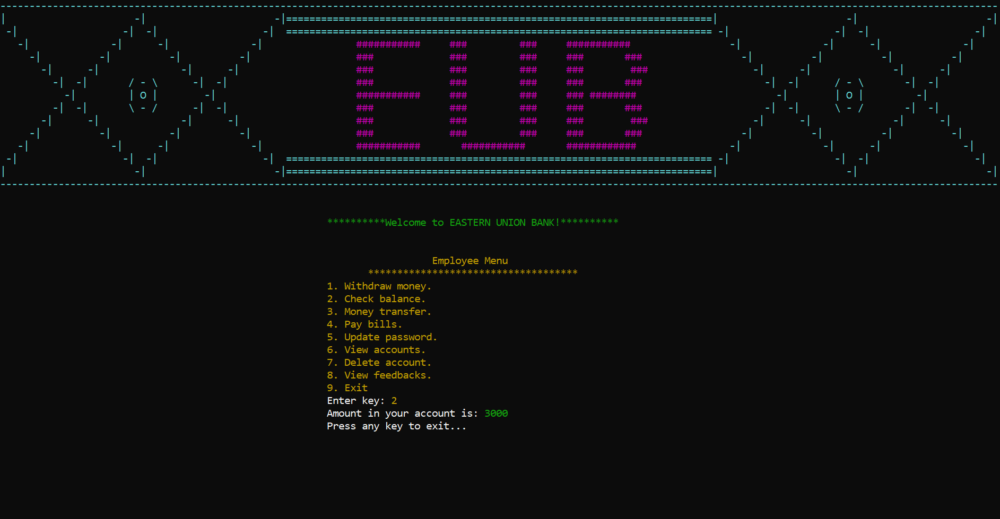 EUB
**********Welcome to EASTERN UNION BANK!**********
Employee Menu
************************************
1. Withdraw money.
2. Check balance.
3. Money transfer.
4. Pay bills.
5. Update password.
6. View accounts.
7. Delete account.
8. View feedbacks.
9. Exit
Enter key: 2
Amount in your account is: 3000
Press any key to exit...